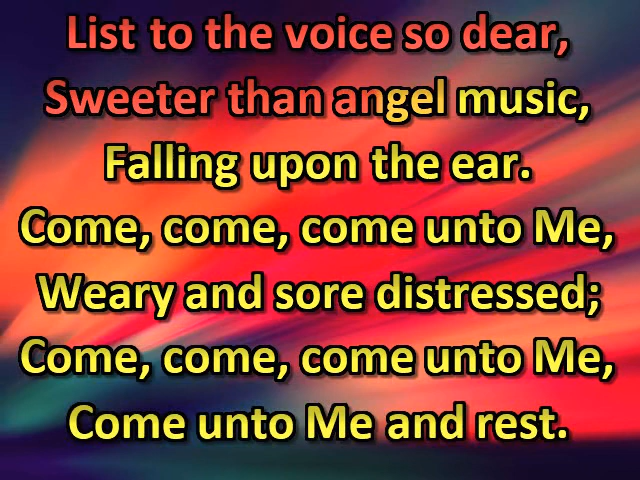 List to the voice so dear,
Sweeter than angel music,
Falling upon the ear.
Come, come, come unto Me,
Weary and sore distressed;
Come, come, come unto Me,
Come unto Me and rest.